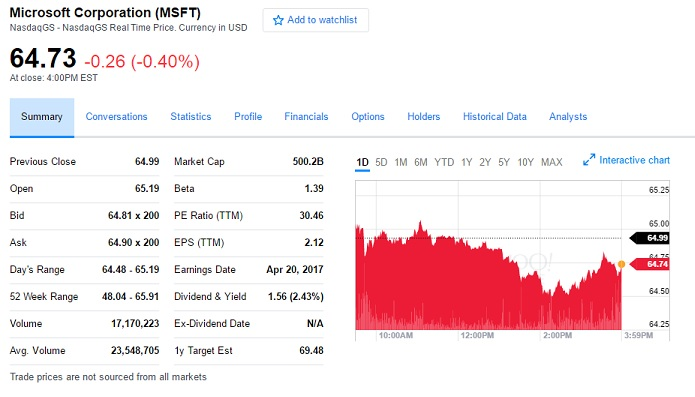 Microsoft Corporation (MSFT)
Add to watchlist
NasdaqGS - NasdaqGS Real Time Price. Currency in USD
64.73 -0.26 (-0.40%)
At close: 4:00PM EST
Summary Conversations Statistics Profile Financials Options Holders Historical Data Analysts
Previous Close 64.99
Open 65.19
Bid 64.81 x 200
Ask 64.90 x 200
Day's Range 64.48 - 65.19
52 Week Range 48.04 - 65.91
Volume 17,170,223
Avg. Volume 23,548,705
Market Cap 500.2B
Beta 1.39
PE Ratio (TTM) 30.46
EPS (TTM) 2.12
Earnings Date Apr 20, 2017
Dividend & Yield 1.56 (2.43%)
Ex-Dividend Date N/A
1y Target Est 69.48
1D 5D 1M 6M YTD 1Y 2Y 5Y 10Y MAX
Interactive chart
65.25
65.00
64.99
64.75
64.74
64.50
64.25
10:00AM 12:00PM 2:00PM 3:59PM
Trade prices are not sourced from all markets